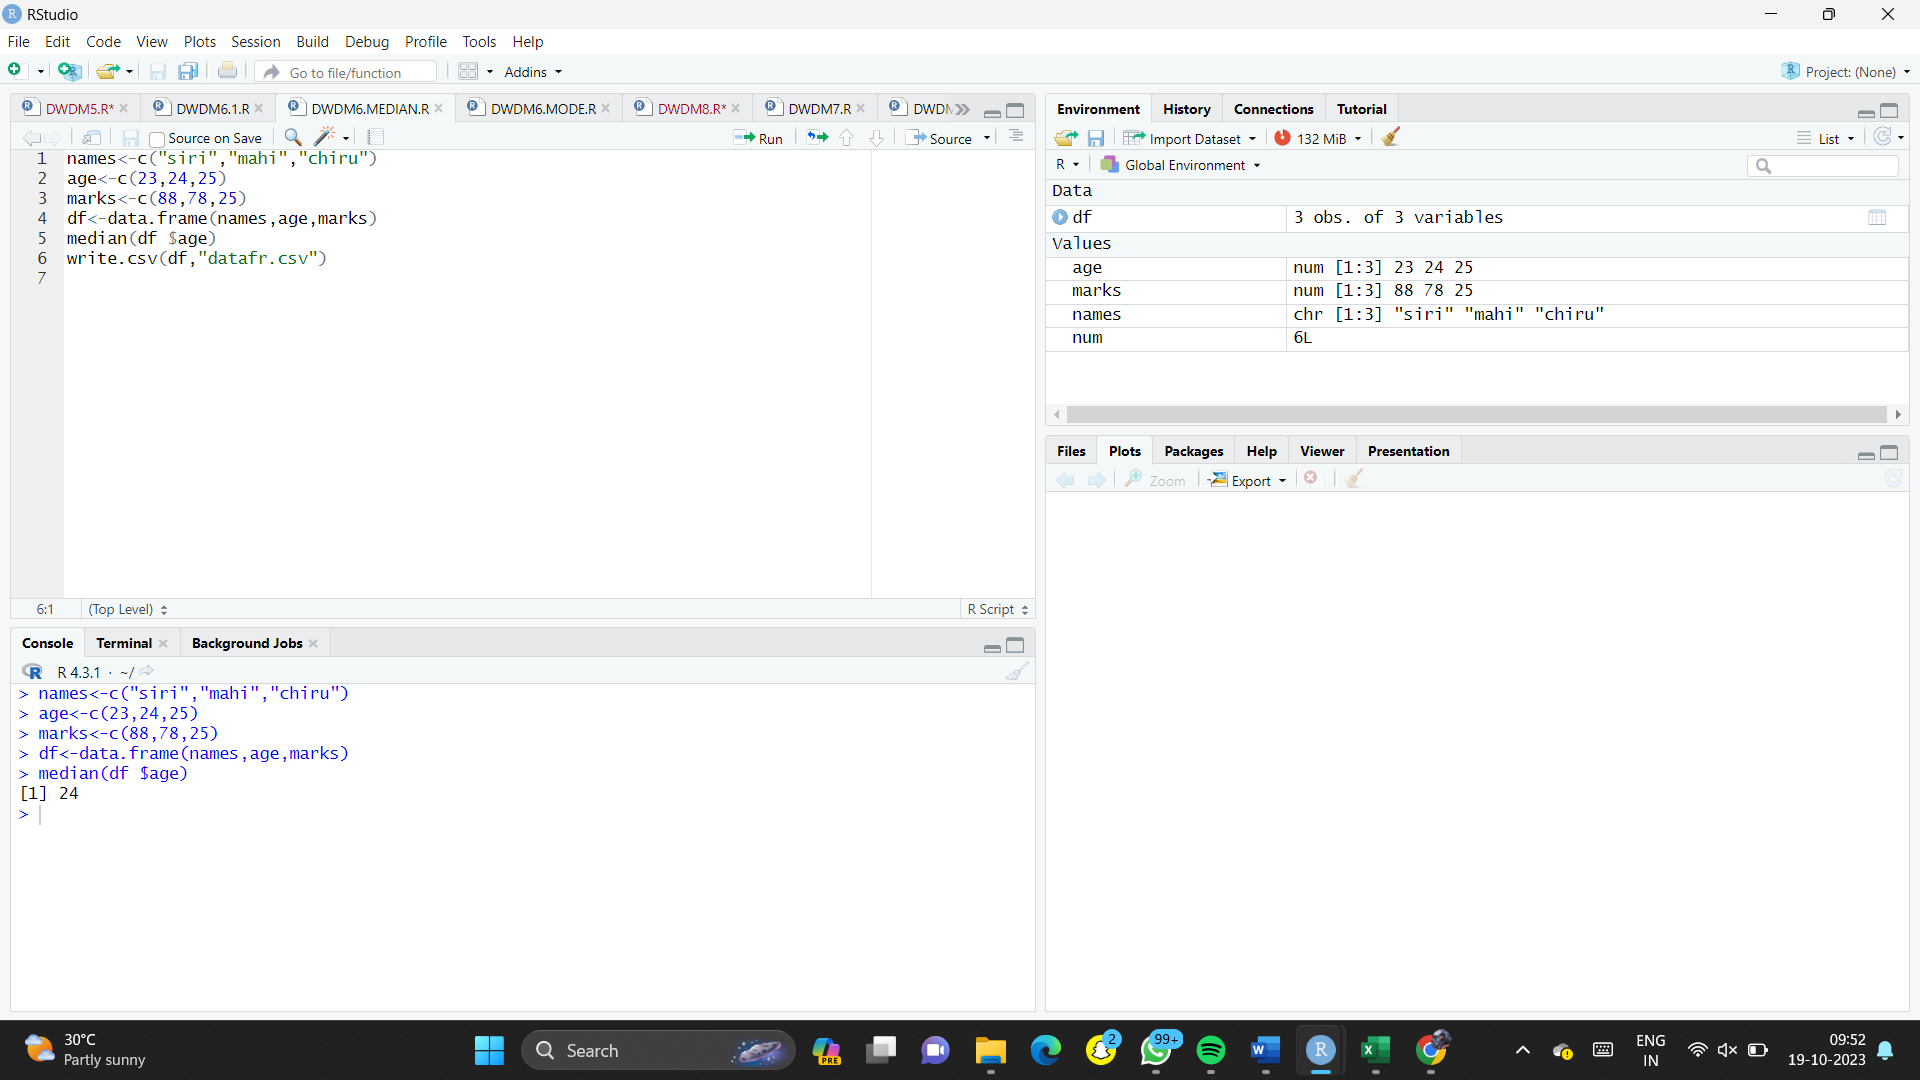 RStudio
File Edit Code View Plots Session Build Debug Profile Tools Help
Go to file/function Addins Project: (None)
DWDM5.R* DWDM6.1.R DWDM6.MEDIAN.R DWDM6.MODE.R DWDM8.R* DWDM7.R
Source on Save Run Source
1 names<-c("siri","mahi","chiru")
2 age<-c(23,24,25)
3 marks<-c(88,78,25)
4 df<-data.frame(names,age,marks)
5 median(df $age)
6 write.csv(df,"datafr.csv")
7
6:1 (Top Level) R Script
Console Terminal Background Jobs
R 4.3.1 · ~/
> names<-c("siri","mahi","chiru")
> age<-c(23,24,25)
> marks<-c(88,78,25)
> df<-data.frame(names,age,marks)
> median(df $age)
[1] 24
>
Environment History Connections Tutorial
Import Dataset 132 MiB List
R Global Environment
Data
df 3 obs. of 3 variables
Values
age num [1:3] 23 24 25
marks num [1:3] 88 78 25
names chr [1:3] "siri" "mahi" "chiru"
num 6L
Files Plots Packages Help Viewer Presentation
Zoom Export
30°C
Partly sunny
Search
PRE
2
99+
ENG
IN
09:52
19-10-2023